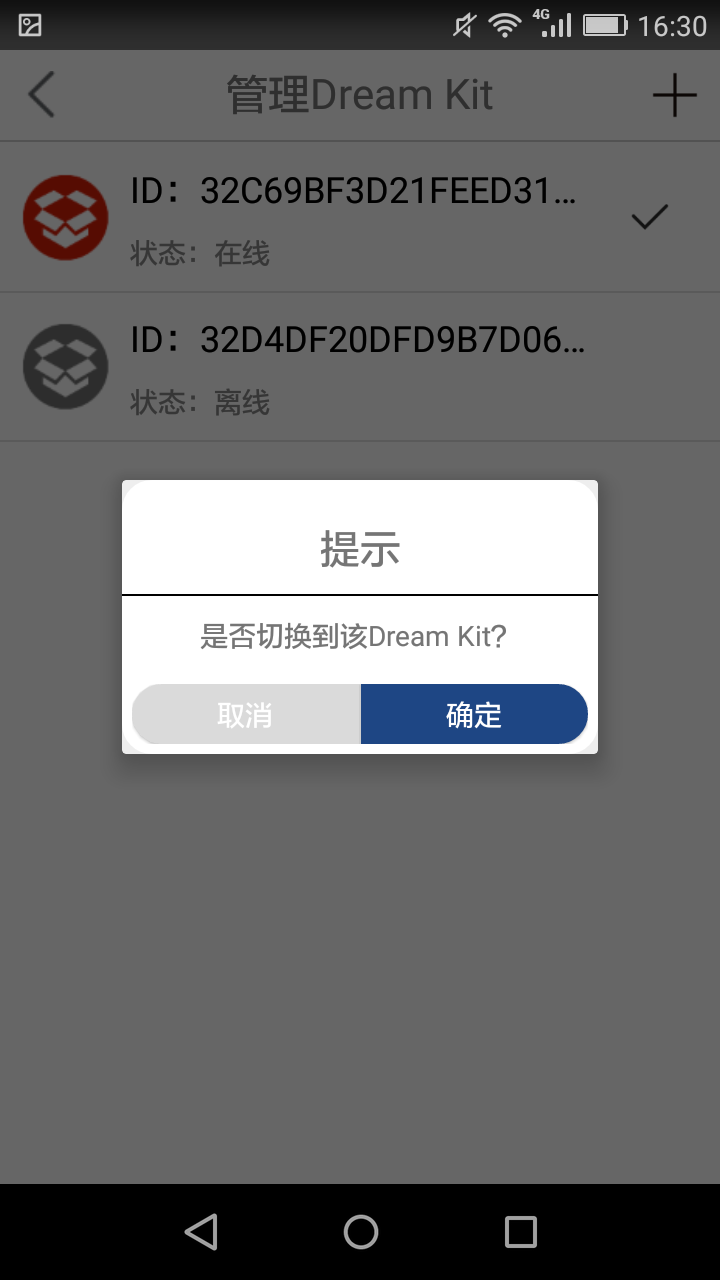 4G 16:30
管理Dream Kit
ID：32C69BF3D21FEED31...
状态：在线
ID：32D4DF20DFD9B7D06...
状态：离线
提示
是否切换到该Dream Kit?
取消 确定